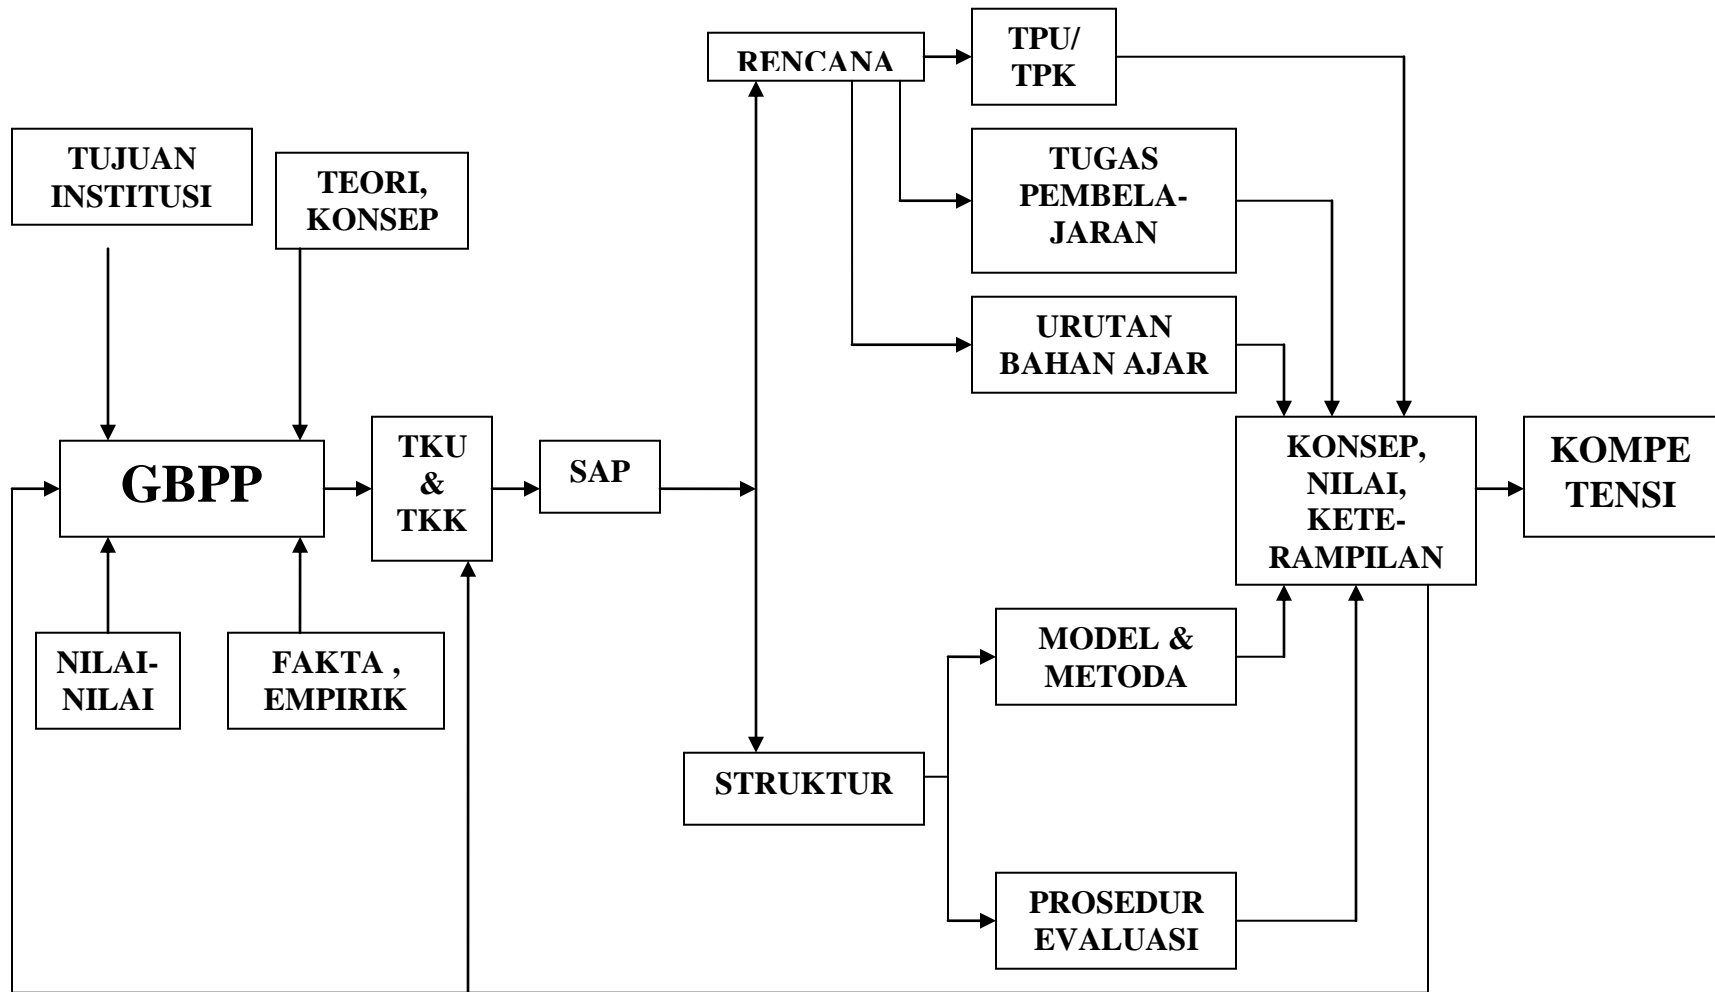 RENCANA
TPU/
TPK
TUJUAN
INSTITUSI
TEORI,
KONSEP
TUGAS
PEMBELA-
JARAN
URUTAN
BAHAN AJAR
GBPP
TKU
&
TKK
SAP
KONSEP,
NILAI,
KETE-
RAMPILAN
KOMPE
TENSI
NILAI-
NILAI
FAKTA ,
EMPIRIK
MODEL &
METODA
STRUKTUR
PROSEDUR
EVALUASI